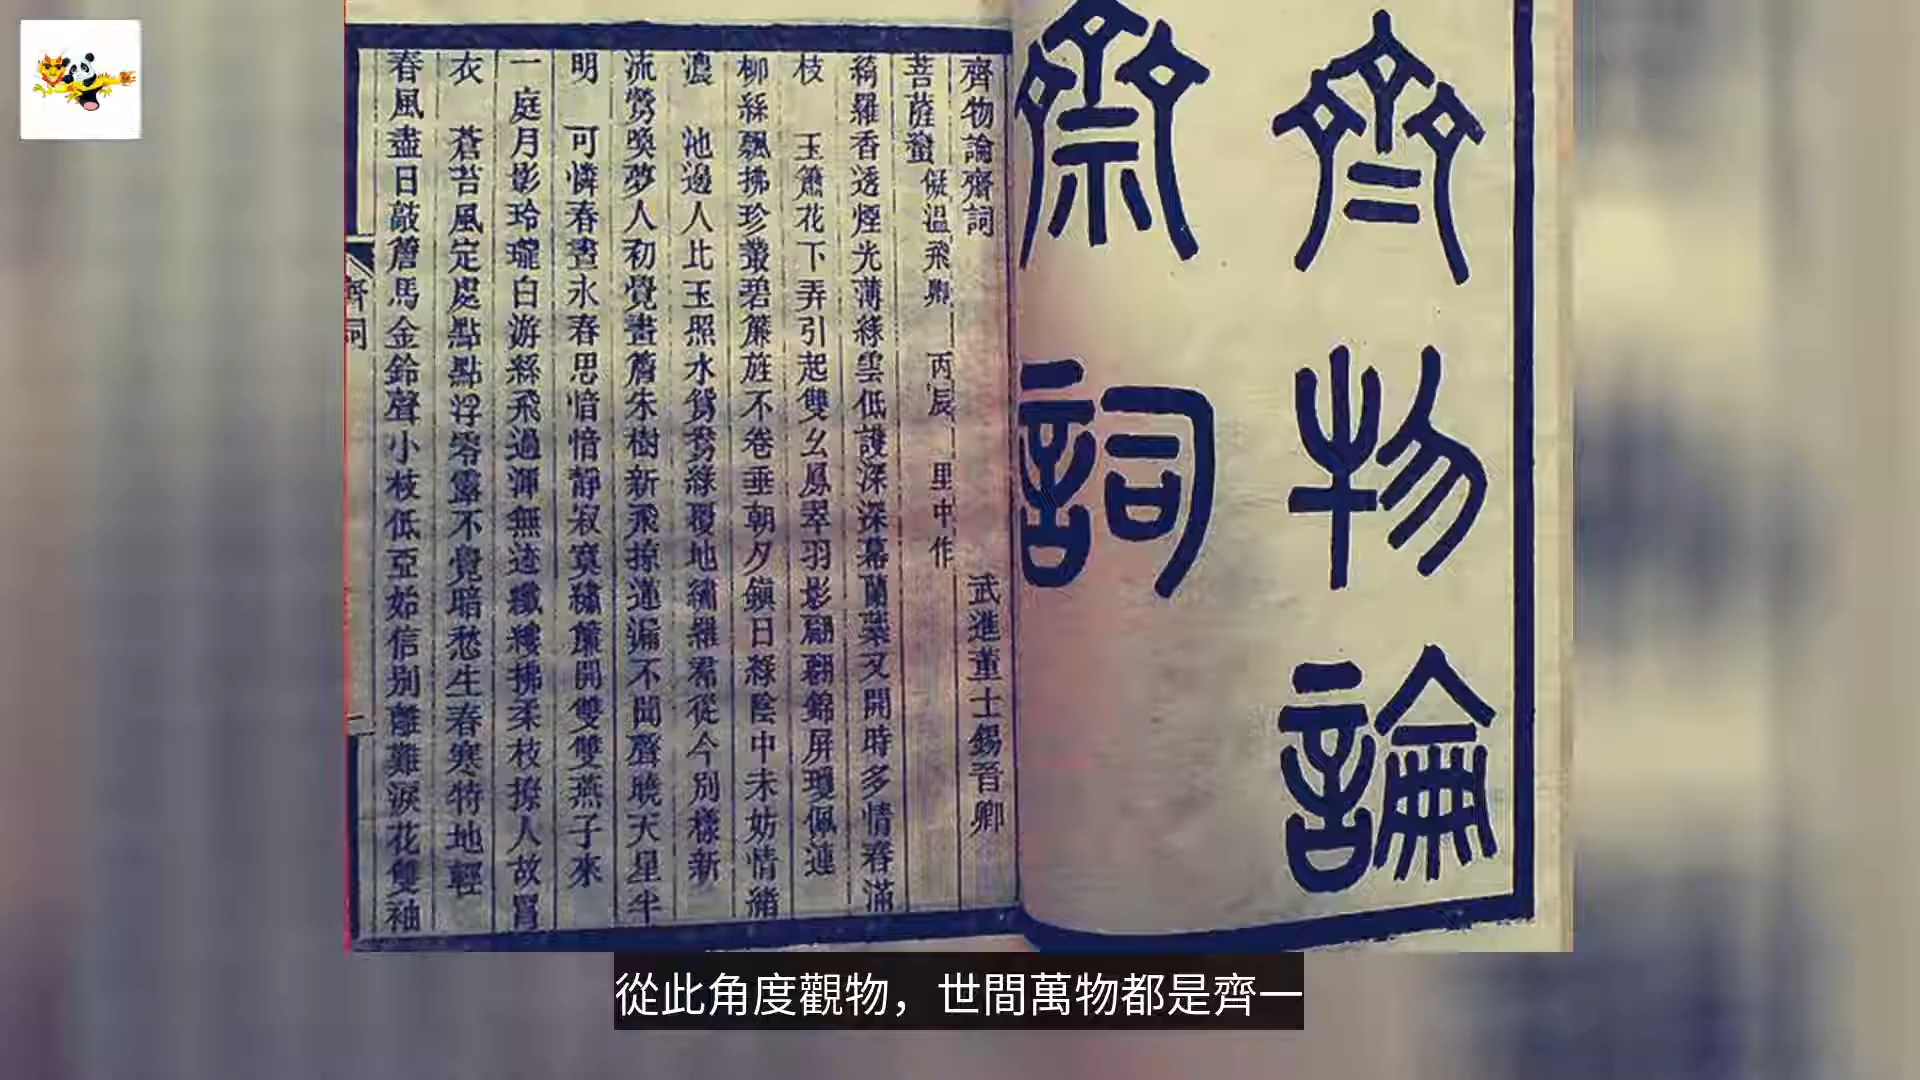 齊物論
齋詞
齊物論齋詞
武進董士錫晉卿
菩薩蠻
儗溫飛卿
丙辰
里中作
綺羅香透煙光薄綠雲低護深深幕蘭葉又開時多情春滿
枝 玉簫花下弄引起雙幺鳳翠羽影翩翻錦屏瓊佩連
柳絲飄拂珍叢碧簾旌不卷垂朝夕鎮日綠陰中未妨情緒
濃 池邊人比玉照水貧鬟綠覆地繡羅裙從今別樣新
流鶯喚夢人初覺畫簷朱樹新飛掠蓮漏不聞聲曉天星半
明 可憐春晝永春思愔愔靜寂寞繡簾開雙雙燕子來
一庭月影玲瓏白游絲飛過渾無迹纖縷拂柔枝撩人故罥
衣 蒼苔風定處點點浮零露不覺暗愁生春寒特地輕
春風盡日敲簷馬金鈴聲小枝低亞始信別離難淚花雙袖
齊詞
從此角度觀物，世間萬物都是齊一